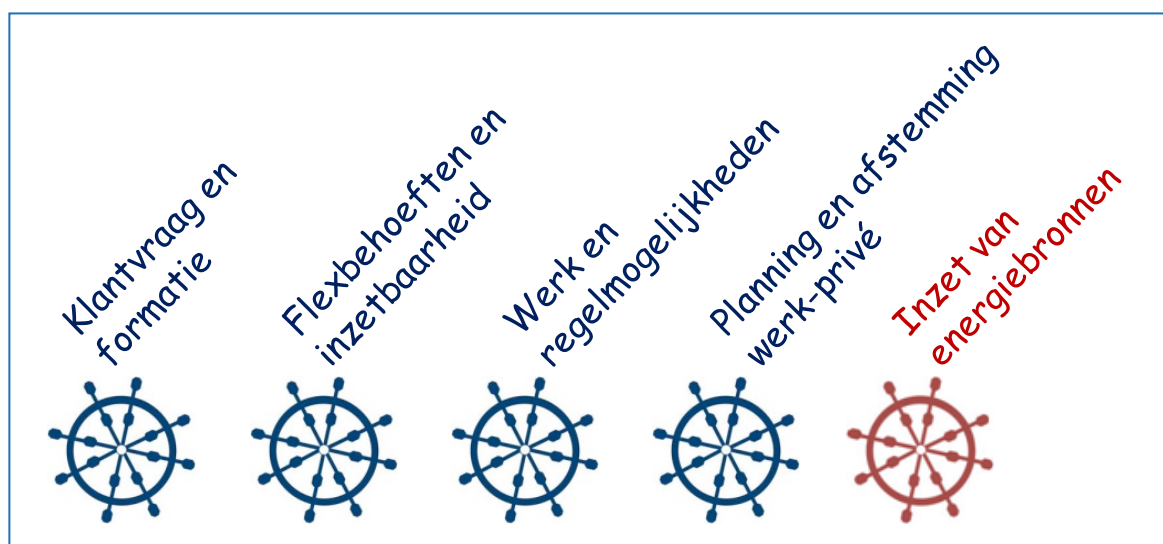 Klantvraag en
formatie
Flexbehoeften en
inzetbaarheid
Werk en
regelmogelijkheden
Planning en afstemming
werk-privé
Inzet van
energiebronnen